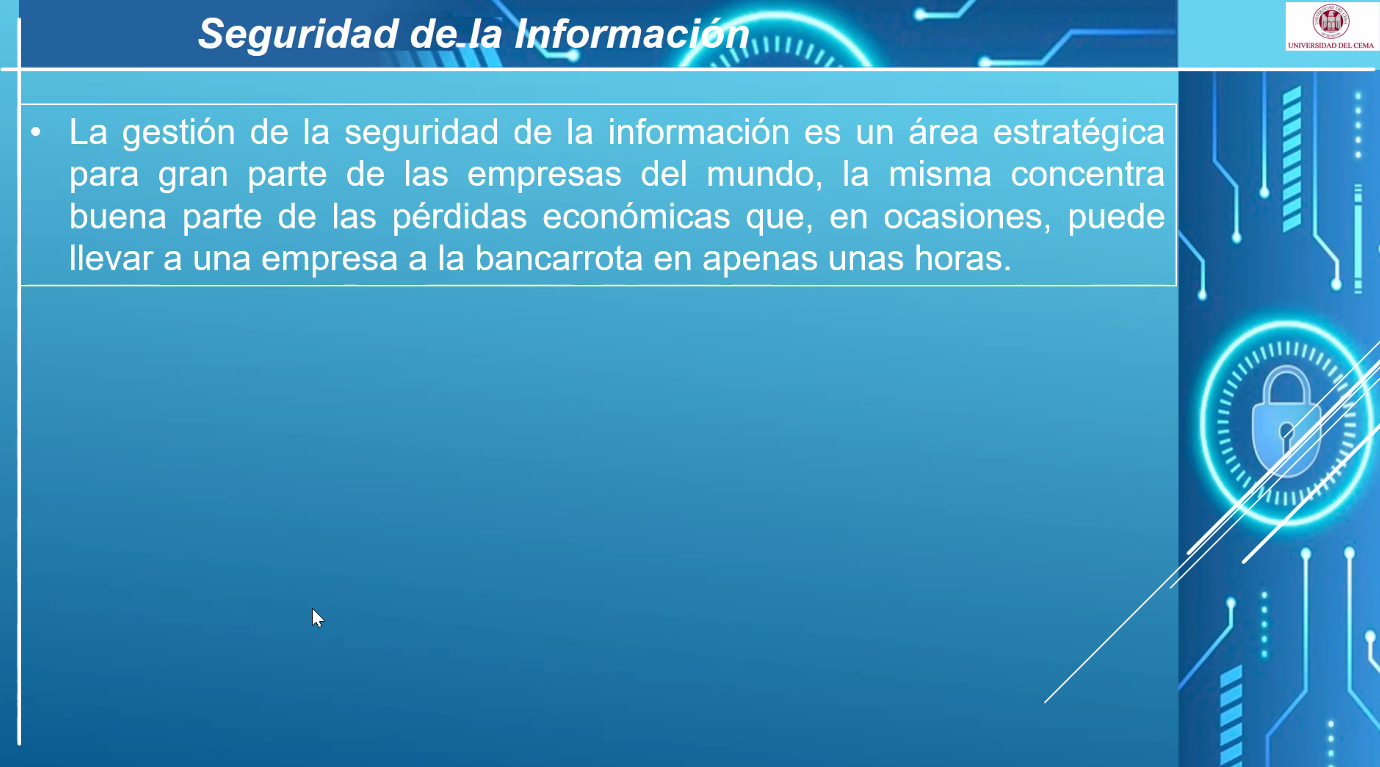 Seguridad de la Información
UNIVERSIDAD DEL CEMA
• La gestión de la seguridad de la información es un área estratégica
para gran parte de las empresas del mundo, la misma concentra
buena parte de las pérdidas económicas que, en ocasiones, puede
llevar a una empresa a la bancarrota en apenas unas horas.